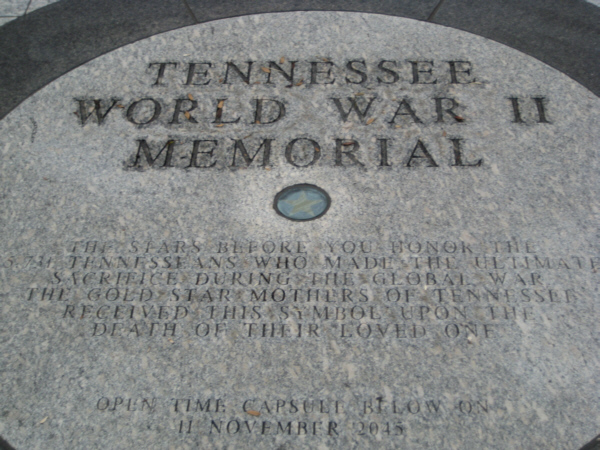 TENNESSEE
WORLD WAR II
MEMORIAL
THE STARS BEFORE YOU HONOR THE
TENNESSEANS WHO MADE THE ULTIMATE
SACRIFICE DURING THE GLOBAL WAR
THE GOLD STAR MOTHERS OF TENNESSEE
RECEIVED THIS SYMBOL UPON THE
DEATH OF THEIR LOVED ONE
OPEN TIME CAPSULE BELOW ON
11 NOVEMBER 2045